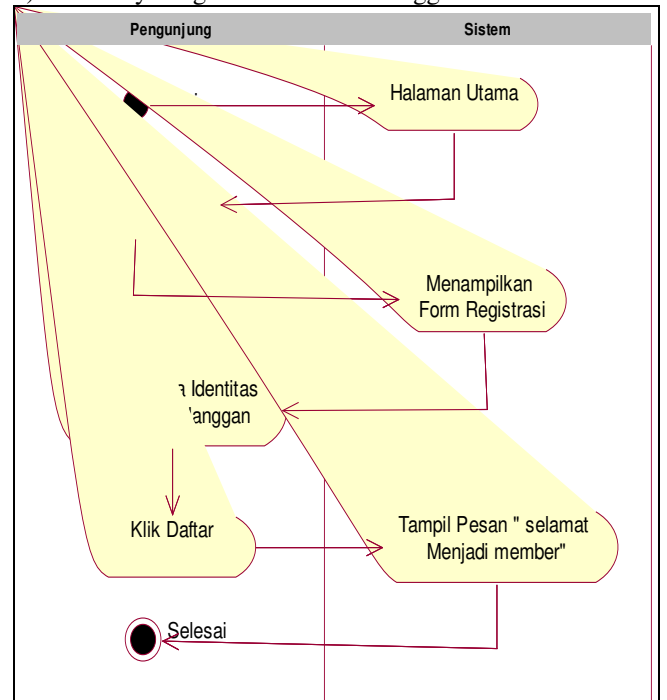 Pengunjung
Sistem
Halaman Utama
Menampilkan
Form Registrasi
Identitas
Klik Daftar
Tampil Pesan " selamat
Menjadi member"
Selesai